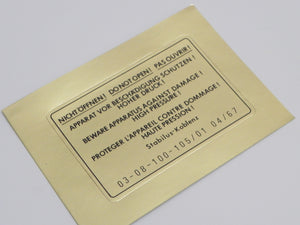 NICHT ÖFFNEN! DO NOT OPEN! PAS OUVRIR!
APPARAT VOR BESCHÄDIGUNG SCHÜTZEN!
HOHER DRUCK!
BEWARE APPARATUS AGAINST DAMAGE!
HIGH PRESSURE!
PROTEGER L'APPAREIL CONTRE DOMMAGE!
HAUTE PRESSION!
Stabilus-Koblenz
03-08-100-105/01 04/67